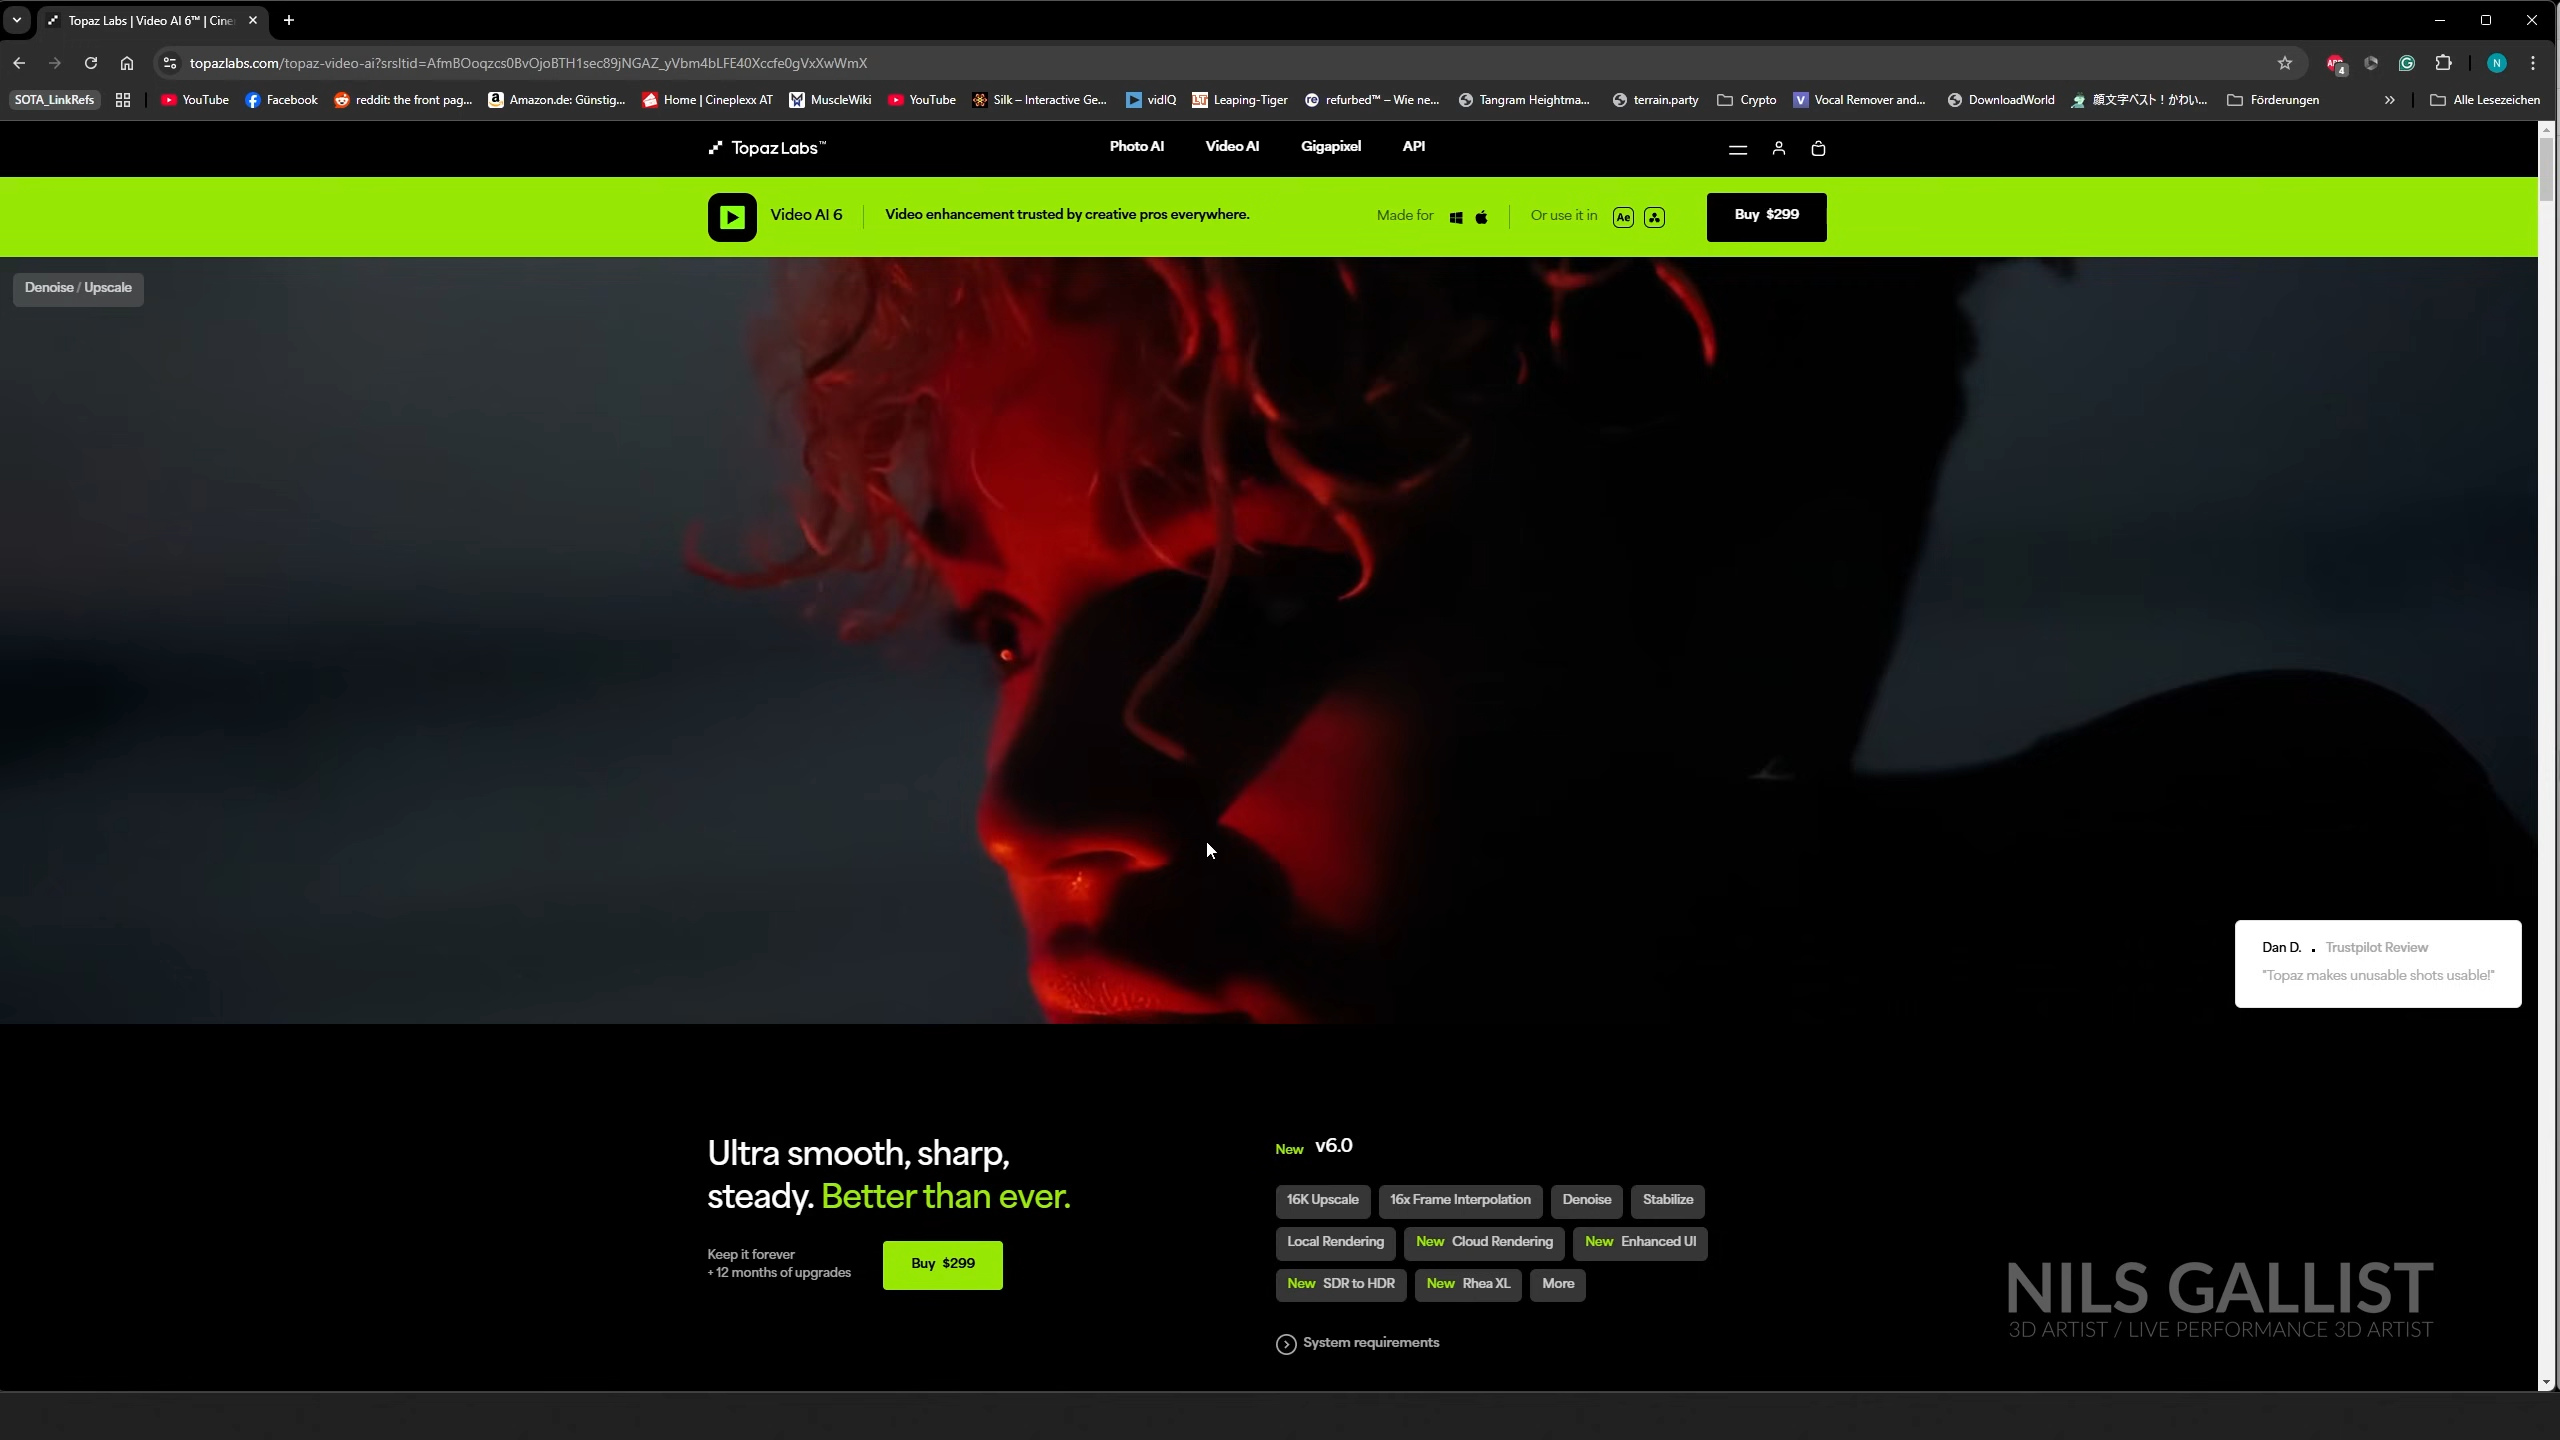 Topaz Labs | Video AI 6™ | Cine
topazlabs.com/topaz-video-ai?srsltid=AfmBOoqzcs0BvOjoBTH1sec89jNGAZ_yVbm4bLFE40Xccfe0gVxXwWmX
4
N
SOTA_LinkRefs YouTube Facebook reddit: the front pag... Amazon.de: Günstig... Home | Cineplexx AT MuscleWiki YouTube Silk – Interactive Ge... vidIQ Leaping-Tiger refurbed™ – Wie ne... Tangram Heightma... terrain.party Crypto Vocal Remover and... DownloadWorld 顔文字ベスト！かわい... Förderungen » Alle Lesezeichen
Topaz Labs™ Photo AI Video AI Gigapixel API
Video AI 6 Video enhancement trusted by creative pros everywhere. Made for Or use it in Ae Buy $299
Denoise / Upscale
Dan D. • Trustpilot Review
"Topaz makes unusable shots usable!"
Ultra smooth, sharp,
steady. Better than ever.
Keep it forever
+ 12 months of upgrades
Buy $299
New v6.0
16K Upscale 16x Frame Interpolation Denoise Stabilize
Local Rendering New Cloud Rendering New Enhanced UI
New SDR to HDR New Rhea XL More
System requirements
NILS GALLIST
3D ARTIST / LIVE PERFORMANCE 3D ARTIST